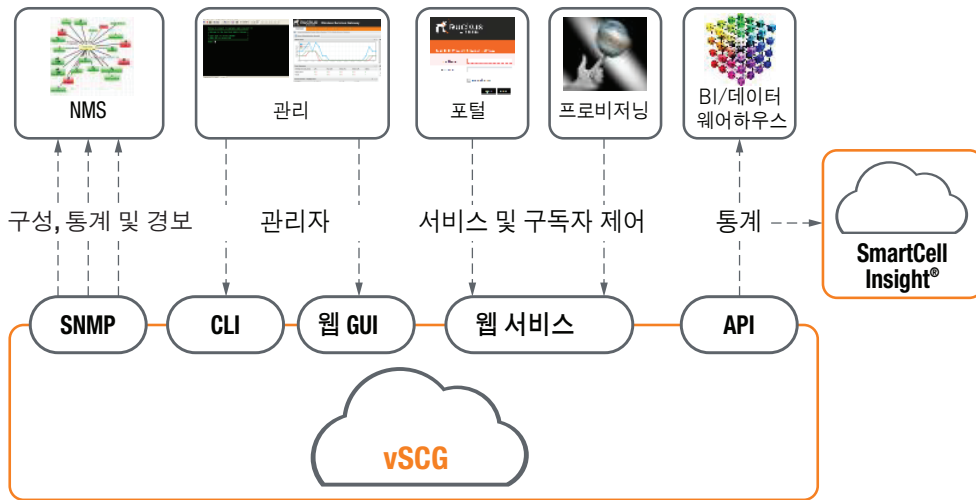 NMS
관리
포털
프로비저닝
BI/데이터
웨어하우스
구성, 통계 및 경보
관리자
서비스 및 구독자 제어
통계
SmartCell
Insight®
SNMP
CLI
웹 GUI
웹 서비스
API
vSCG